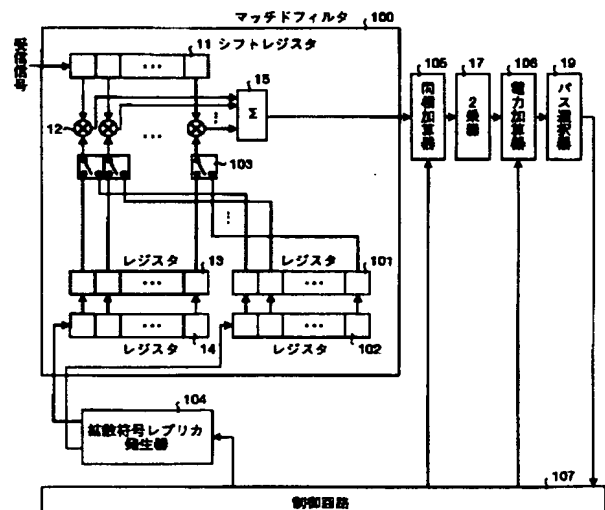 マッチドフィルタ 100
11 シフトレジスタ
...
15
Σ
12
...
103
105
同相加算器
17
2乗器
106
電力加算器
19
パス選択器
レジスタ 13
...
レジスタ 101
...
...
レジスタ 14
...
レジスタ 102
104
拡散符号レプリカ
発生器
107
制御回路